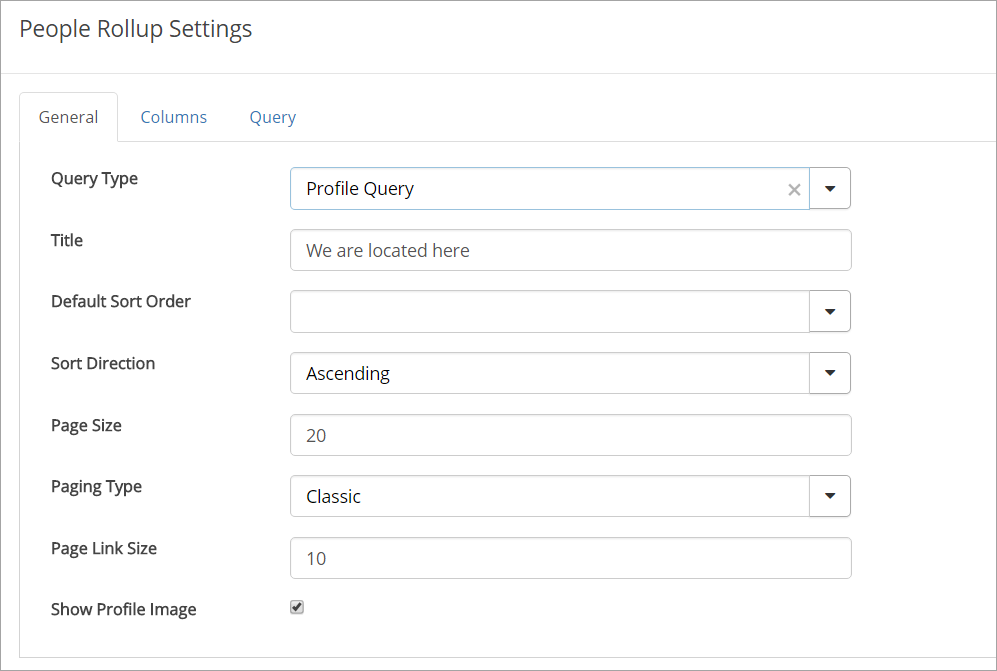 People Rollup Settings
General Columns Query
Query Type Profile Query ×
Title We are located here
Default Sort Order
Sort Direction Ascending
Page Size 20
Paging Type Classic
Page Link Size 10
Show Profile Image